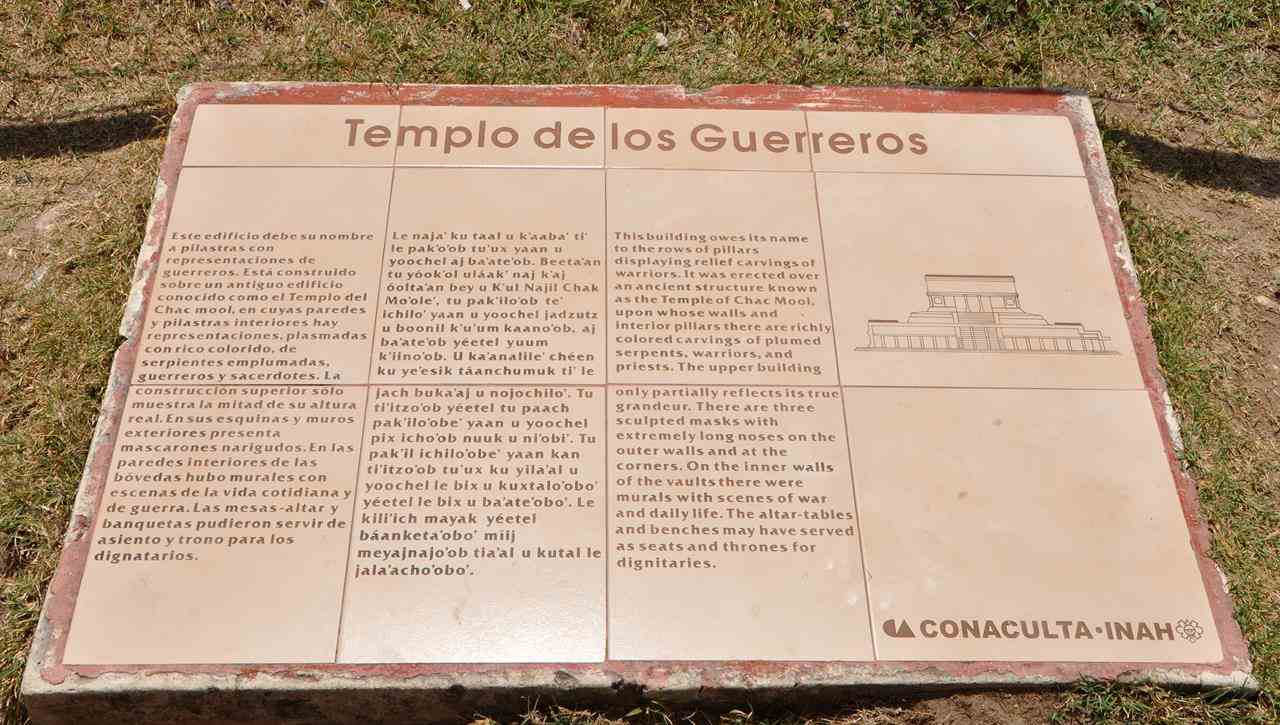 Templo de los Guerreros
Este edificio debe su nombre
a pilastras con
representaciones de
guerreros. Está construido
sobre un antiguo edificio
conocido como el Templo del
Chac mool, en cuyas paredes
y pilastras interiores hay
representaciones, plasmadas
con rico colorido, de
serpientes emplumadas,
guerreros y sacerdotes. La
construcción superior sólo
muestra la mitad de su altura
real. En sus esquinas y muros
exteriores presenta
mascarones narigudos. En las
paredes interiores de las
bóvedas hubo murales con
escenas de la vida cotidiana y
de guerra. Las mesas-altar y
banquetas pudieron servir de
asiento y trono para los
dignatarios.
Le naja' ku taal u k'aaba' ti'
le pak'o'ob tu'ux yaan u
yoochel aj ba'ate'ob. Beeta'an
tu yóok'ol uláak' naj k'aj
óolta'an bey u K'ul Najil Chak
Mo'ole', tu pak'ilo'ob te'
ichilo' yaan u yoochel jadzutz
u boonil k'u'um kaano'ob, aj
ba'ate'ob yéetel yuum
k'iino'ob. U ka'analile' chéen
ku ye'esik táanchumuk ti' le
jach buka'aj u nojochilo'. Tu
ti'itzo'ob yéetel tu paach
pak'ilo'obe' yaan u yoochel
pix icho'ob nuuk u ni'obi'. Tu
pak'il ichilo'obe' yaan kan
ti'itzo'ob tu'ux ku yila'al u
yoochel le bix u kuxtalo'obo'
yéetel le bix u ba'ate'obo'. Le
kili'ich mayak yéetel
báanketa'obo' míij
meyajnajo'ob tia'al u kutal le
jala'acho'obo'.
This building owes its name
to the rows of pillars
displaying relief carvings of
warriors. It was erected over
an ancient structure known
as the Temple of Chac Mool,
upon whose walls and
interior pillars there are richly
colored carvings of plumed
serpents, warriors, and
priests. The upper building
only partially reflects its true
grandeur. There are three
sculpted masks with
extremely long noses on the
outer walls and at the
corners. On the inner walls
of the vaults there were
murals with scenes of war
and daily life. The altar-tables
and benches may have served
as seats and thrones for
dignitaries.
CONACULTA•INAH